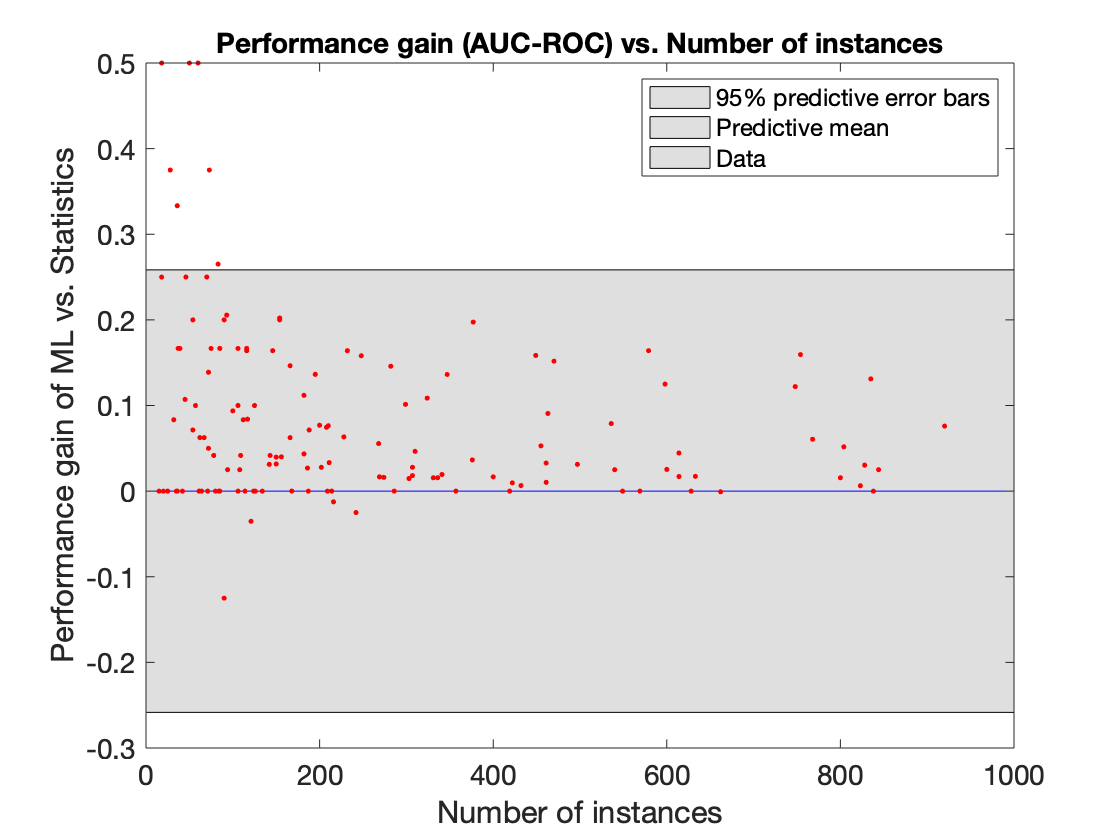 Performance gain (AUC-ROC) vs. Number of instances
0.5
0.4
0.3
0.2
0.1
0
-0.1
-0.2
-0.3
Performance gain of ML vs. Statistics
95% predictive error bars
Predictive mean
Data
0 200 400 600 800 1000
Number of instances